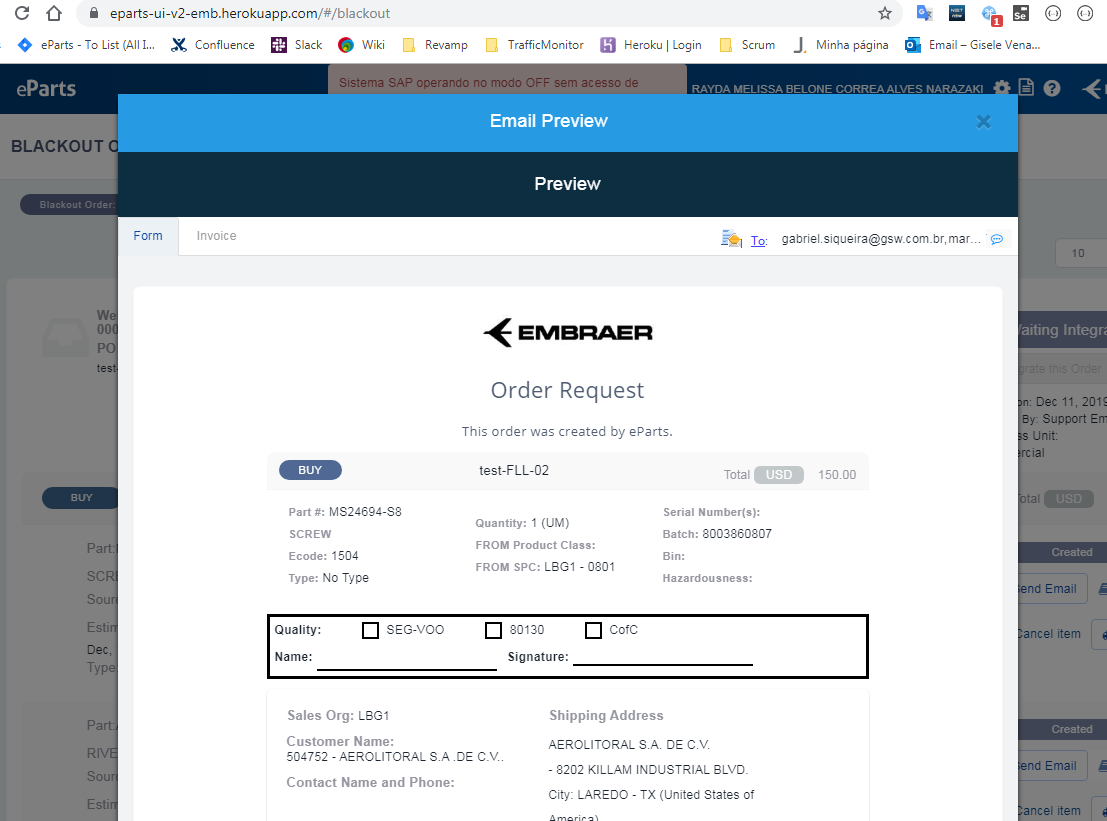 eparts-ui-v2-emb.herokuapp.com/#/blackout
1
eParts - To List (All I...
Confluence
Slack
Wiki
Revamp
TrafficMonitor
Heroku | Login
Scrum
Minha página
Email – Gisele Vena...
eParts
Sistema SAP operando no modo OFF sem acesso de
RAYDA MELISSA BELONE CORREA ALVES NARAZAKI
Email Preview
BLACKOUT O
Preview
Blackout Order:
Form
Invoice
To:
gabriel.siqueira@gsw.com.br,mar...
10
We
000
PO
test-
Waiting Integra
grate this Order
on: Dec 11, 2019
By: Support Em
ss Unit:
ercial
EMBRAER
Order Request
This order was created by eParts.
BUY
test-FLL-02
Total USD 150.00
BUY
otal USD
Part #: MS24694-S8
SCREW
Ecode: 1504
Type: No Type
Quantity: 1 (UM)
FROM Product Class:
FROM SPC: LBG1 - 0801
Serial Number(s):
Batch: 8003860807
Bin:
Hazardousness:
Part:
SCRE
Sourc
Estim
Dec,
Type
Created
Send Email
Cancel item
Quality:
SEG-VOO
80130
CofC
Name:
Signature:
Sales Org: LBG1
Customer Name:
504752 - AEROLITORAL S.A .DE C.V..
Contact Name and Phone:
Shipping Address
AEROLITORAL S.A. DE C.V.
- 8202 KILLAM INDUSTRIAL BLVD.
City: LAREDO - TX (United States of
America)
Part:
RIVE
Sourc
Estim
Created
Send Email
Cancel item